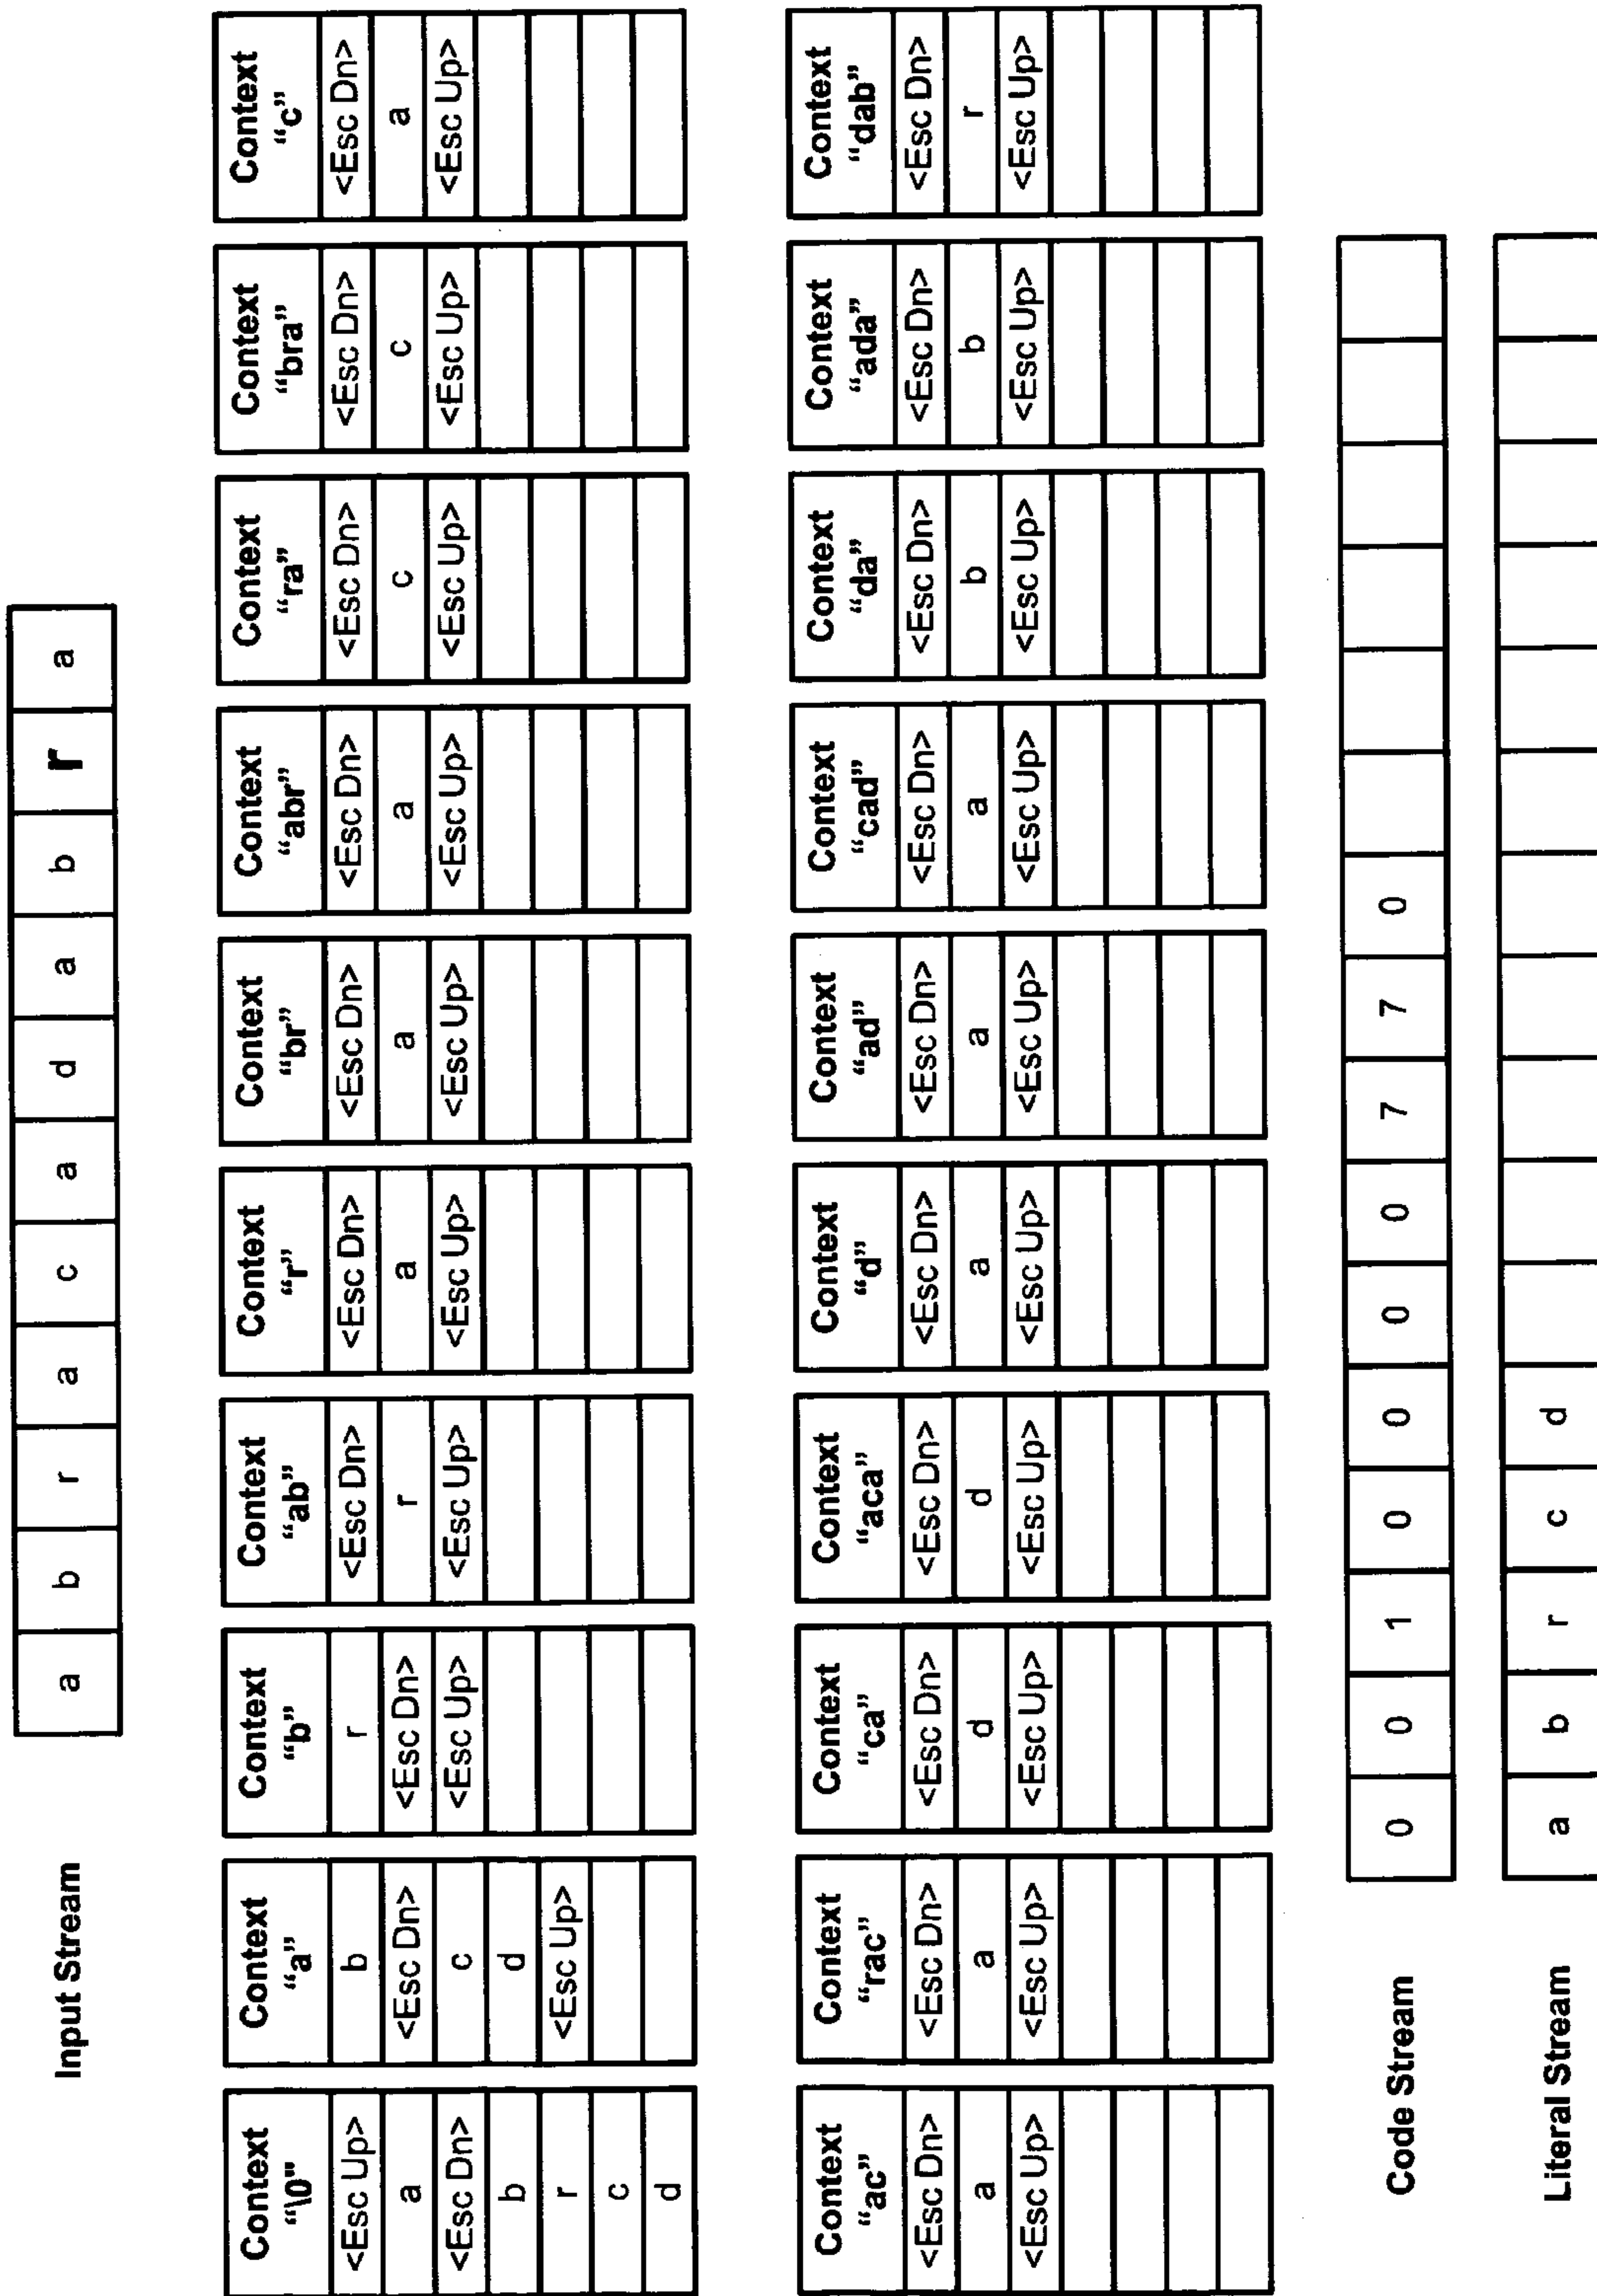 Input Stream a b r a c a d a b r a
Context
“\0”
<Esc Up>
a
<Esc Dn>
b
r
c
d
Context
“a”
b
<Esc Dn>
c
d
<Esc Up>
Context
“b”
r
<Esc Dn>
<Esc Up>
Context
“ab”
<Esc Dn>
r
<Esc Up>
Context
“r”
<Esc Dn>
a
<Esc Up>
Context
“br”
<Esc Dn>
a
<Esc Up>
Context
“abr”
<Esc Dn>
a
<Esc Up>
Context
“ra”
<Esc Dn>
c
<Esc Up>
Context
“bra”
<Esc Dn>
c
<Esc Up>
Context
“c”
<Esc Dn>
a
<Esc Up>
Context
“ac”
<Esc Dn>
a
<Esc Up>
Context
“rac”
<Esc Dn>
a
<Esc Up>
Context
“ca”
<Esc Dn>
d
<Esc Up>
Context
“aca”
<Esc Dn>
d
<Esc Up>
Context
“d”
<Esc Dn>
a
<Esc Up>
Context
“ad”
<Esc Dn>
a
<Esc Up>
Context
“cad”
<Esc Dn>
a
<Esc Up>
Context
“da”
<Esc Dn>
b
<Esc Up>
Context
“ada”
<Esc Dn>
b
<Esc Up>
Context
“dab”
<Esc Dn>
r
<Esc Up>
Code Stream 0 0 1 0 0 0 0 7 7 0
Literal Stream a b r c d